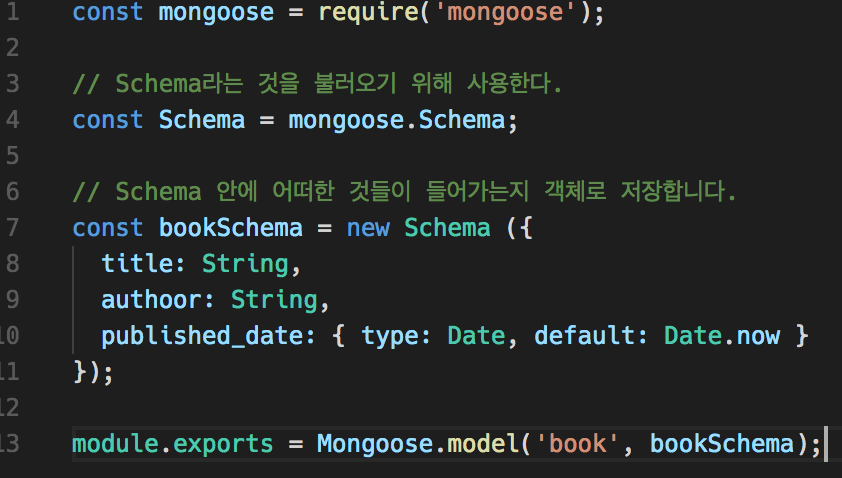 1 const mongoose = require('mongoose');
2
3 // Schema라는 것을 불러오기 위해 사용한다.
4 const Schema = mongoose.Schema;
5
6 // Schema 안에 어떠한 것들이 들어가는지 객체로 저장합니다.
7 const bookSchema = new Schema ({
8 title: String,
9 authoor: String,
10 published_date: { type: Date, default: Date.now }
11 });
12
13 module.exports = Mongoose.model('book', bookSchema);